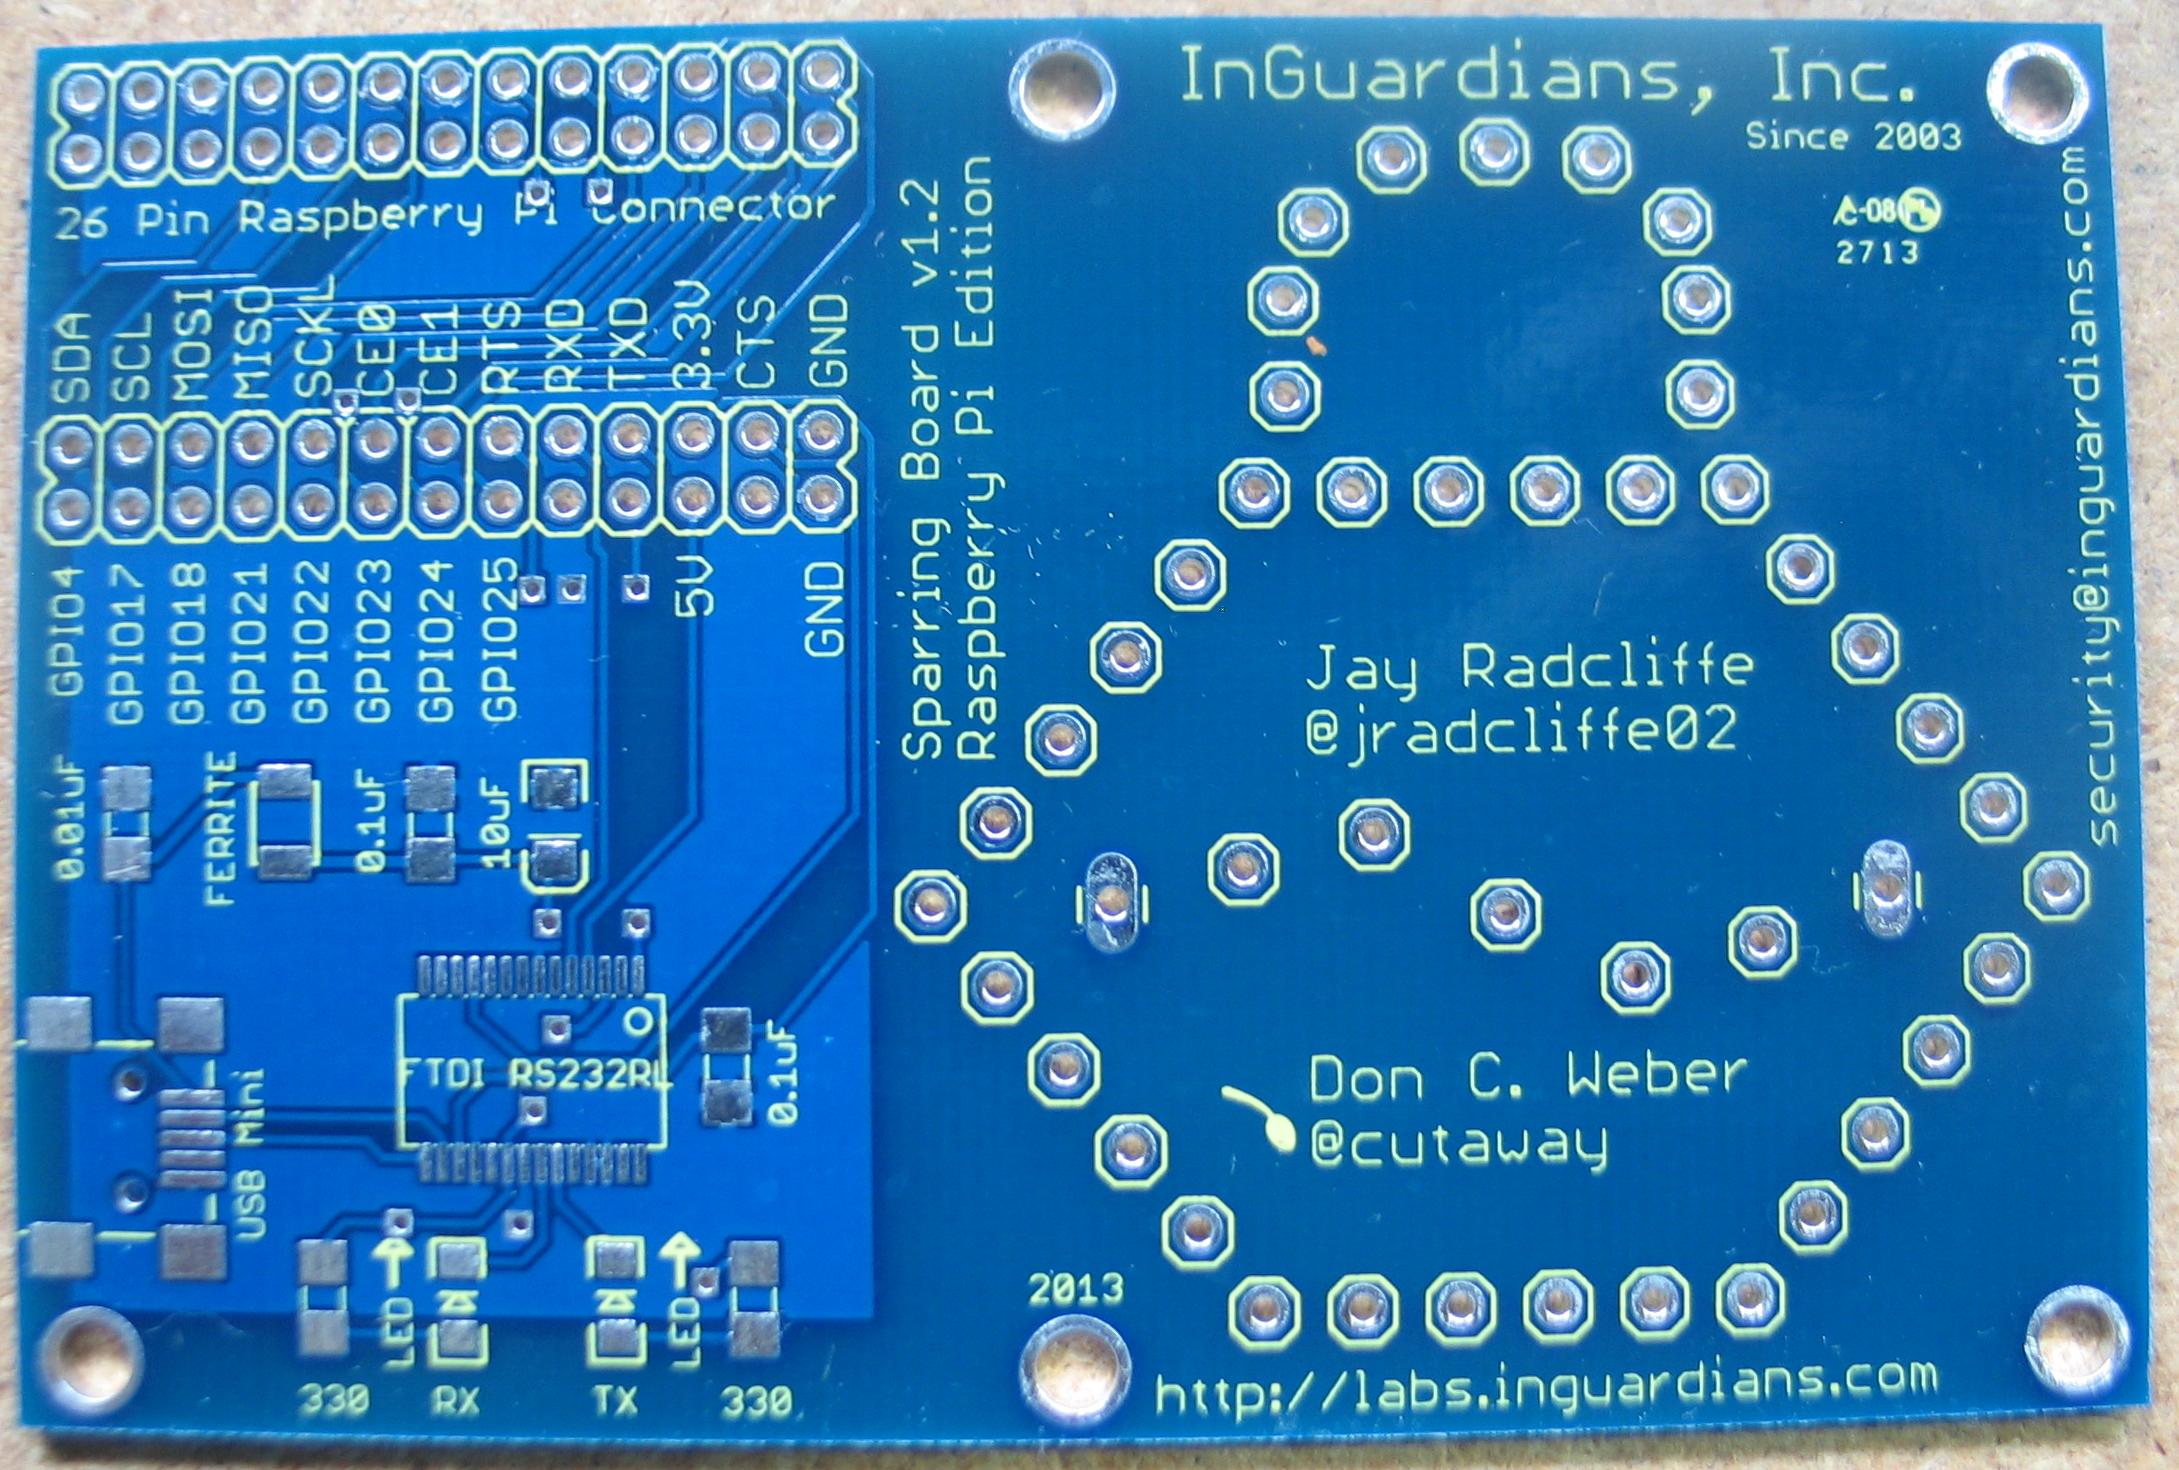 InGuardians, Inc.
Since 2003
2713
26 Pin Raspberry Pi Connector
SDA
SCL
MOSI
MISO
SCKL
CE0
CE1
RTS
RXD
TXD
3.3V
CTS
GND
GPIO4
GPIO17
GPIO18
GPIO21
GPIO22
GPIO23
GPIO24
GPIO25
5V
GND
Sparring Board v1.2
Raspberry Pi Edition
security@inguardians.com
Jay Radcliffe
@jradcliffe02
0.01uF
FERRITE
0.1uF
10uF
FTDI RS232RL
0.1uF
USB Mini
Don C. Weber
@cutaway
LED
LED
330
RX
TX
330
2013
http://labs.inguardians.com